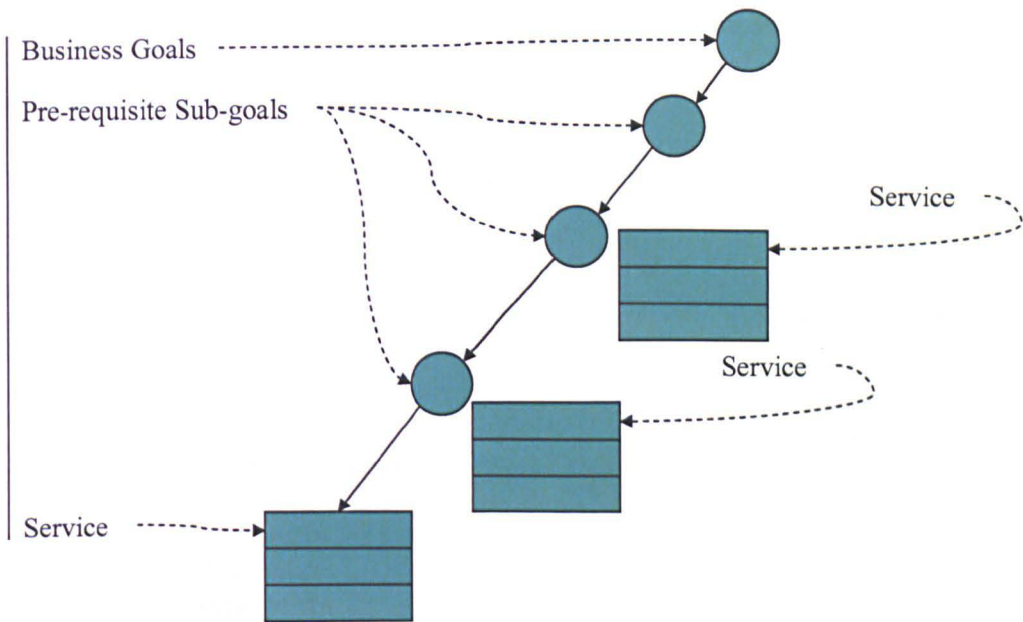 Business Goals
Pre-requisite Sub-goals
Service
Service
Service